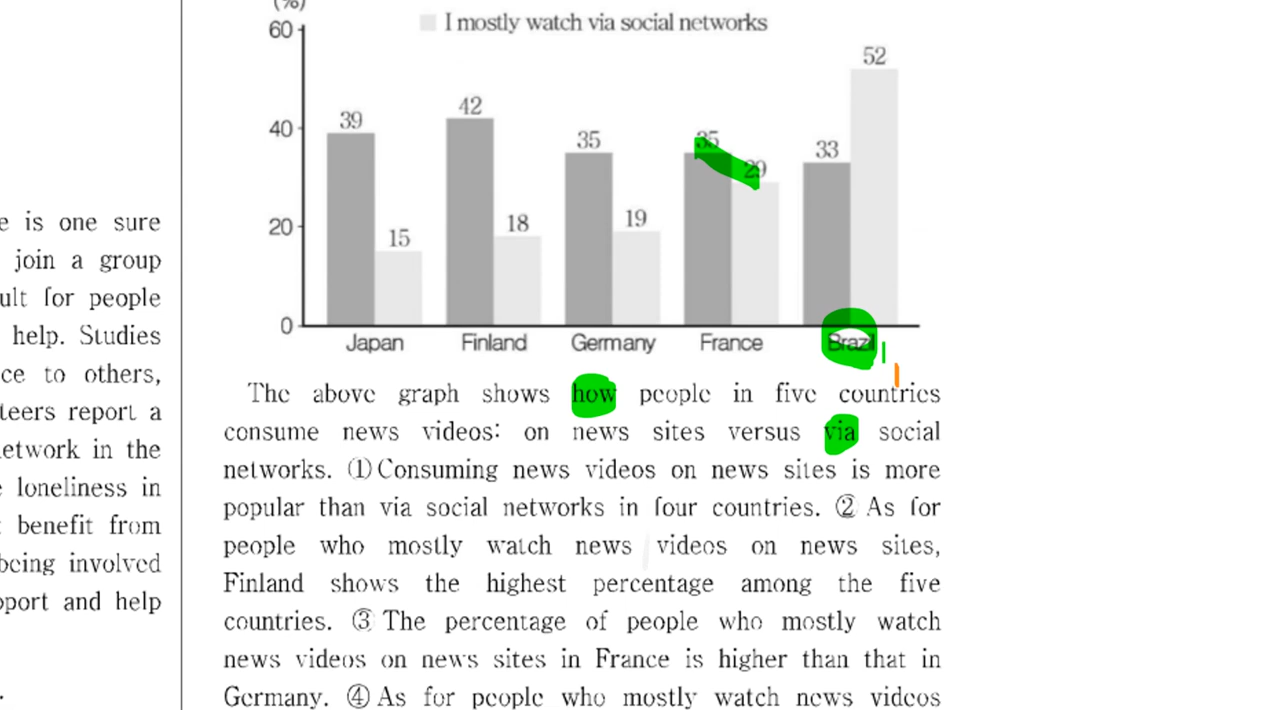 (%)
I mostly watch via social networks
60
40
20
0
39
15
42
18
35
19
35
29
33
52
Japan
Finland
Germany
France
Brazil
e is one sure
join a group
ult for people
help. Studies
ce to others,
teers report a
network in the
loneliness in
benefit from
being involved
port and help
The above graph shows how people in five countries
consume news videos: on news sites versus via social
networks. ① Consuming news videos on news sites is more
popular than via social networks in four countries. ② As for
people who mostly watch news videos on news sites,
Finland shows the highest percentage among the five
countries. ③ The percentage of people who mostly watch
news videos on news sites in France is higher than that in
Germany. ④ As for people who mostly watch news videos